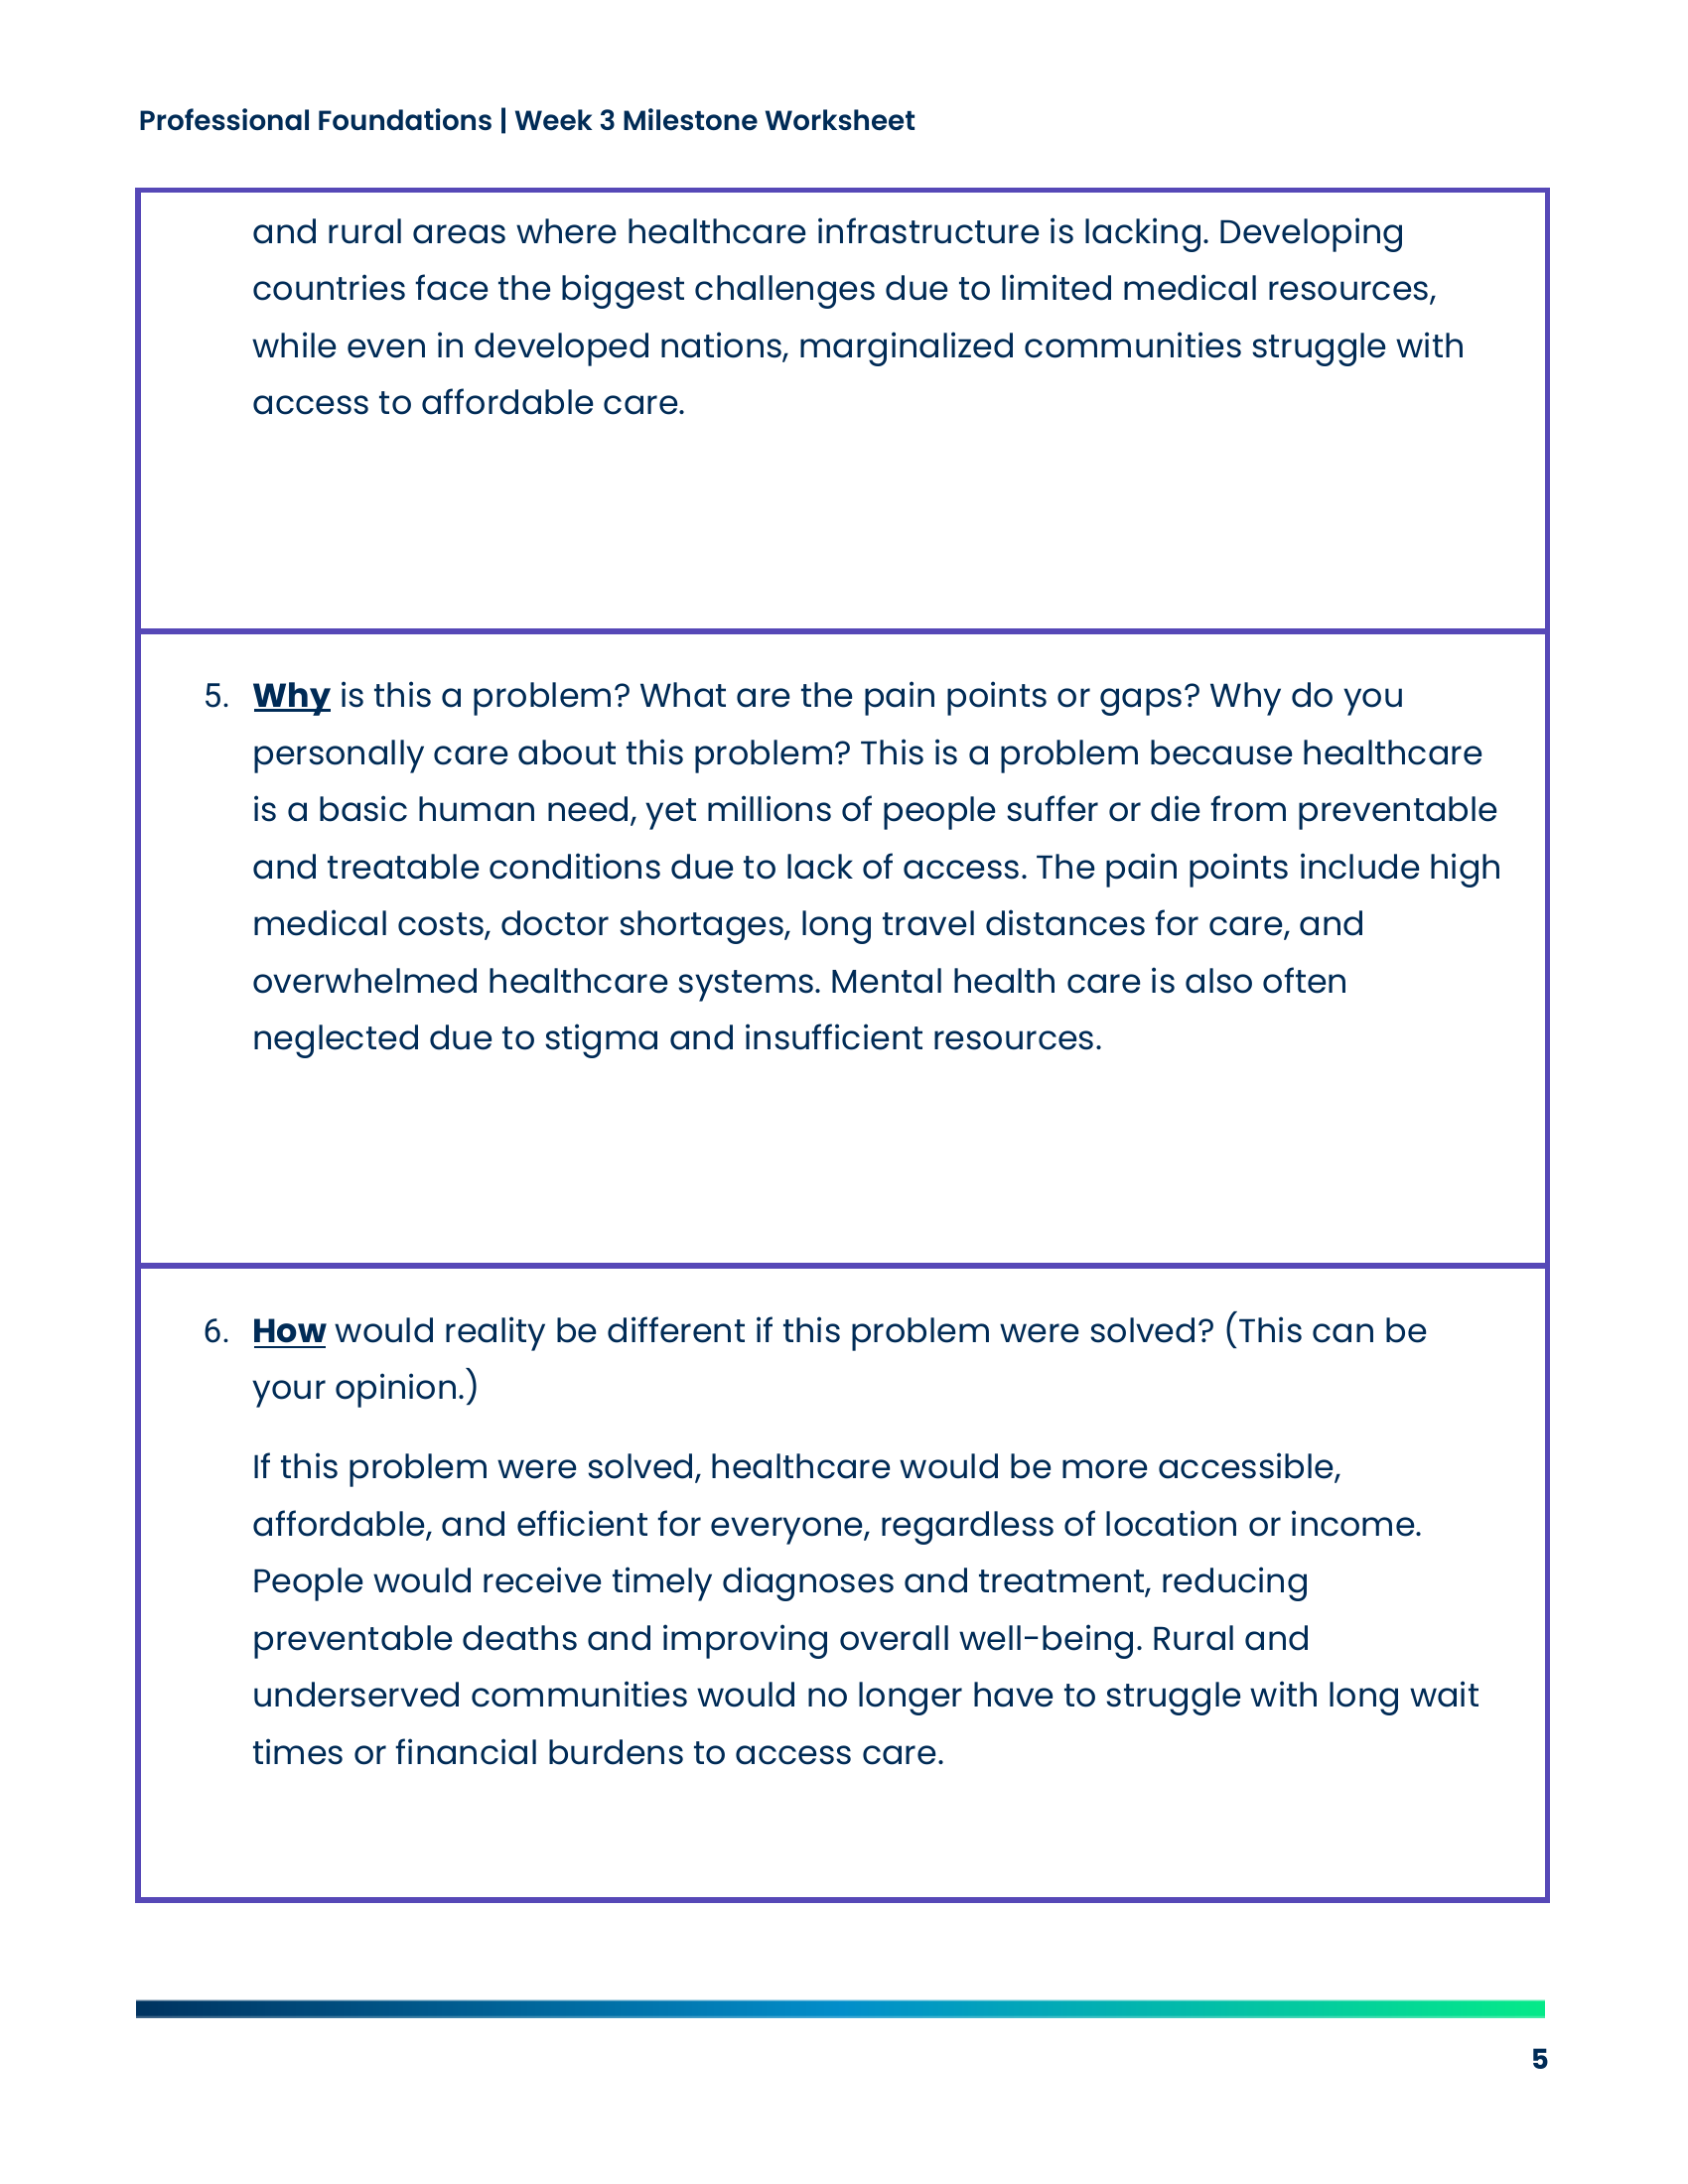 Professional Foundations | Week 3 Milestone Worksheet
and rural areas where healthcare infrastructure is lacking. Developing
countries face the biggest challenges due to limited medical resources,
while even in developed nations, marginalized communities struggle with
access to affordable care.
5. Why is this a problem? What are the pain points or gaps? Why do you
personally care about this problem? This is a problem because healthcare
is a basic human need, yet millions of people suffer or die from preventable
and treatable conditions due to lack of access. The pain points include high
medical costs, doctor shortages, long travel distances for care, and
overwhelmed healthcare systems. Mental health care is also often
neglected due to stigma and insufficient resources.
6. How would reality be different if this problem were solved? (This can be
your opinion.)
If this problem were solved, healthcare would be more accessible,
affordable, and efficient for everyone, regardless of location or income.
People would receive timely diagnoses and treatment, reducing
preventable deaths and improving overall well-being. Rural and
underserved communities would no longer have to struggle with long wait
times or financial burdens to access care.
5